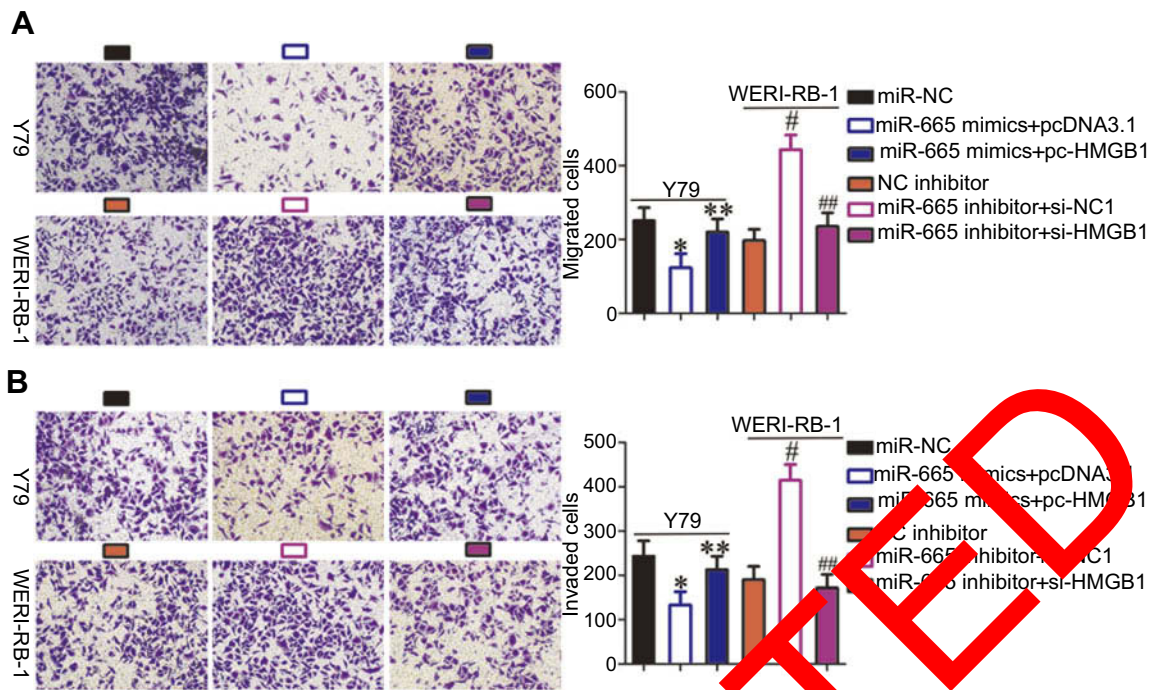 A
Y79
WERI-RB-1
Migrated cells
600
400
200
0
Y79
WERI-RB-1
*
**
#
##
miR-NC
miR-665 mimics+pcDNA3.1
miR-665 mimics+pc-HMGB1
NC inhibitor
miR-665 inhibitor+si-NC1
miR-665 inhibitor+si-HMGB1
B
Y79
WERI-RB-1
Invaded cells
500
400
300
200
100
0
Y79
WERI-RB-1
*
**
#
##
miR-NC
miR-665 mimics+pcDNA3.1
miR-665 mimics+pc-HMGB1
NC inhibitor
miR-665 inhibitor+si-NC1
miR-665 inhibitor+si-HMGB1
TED